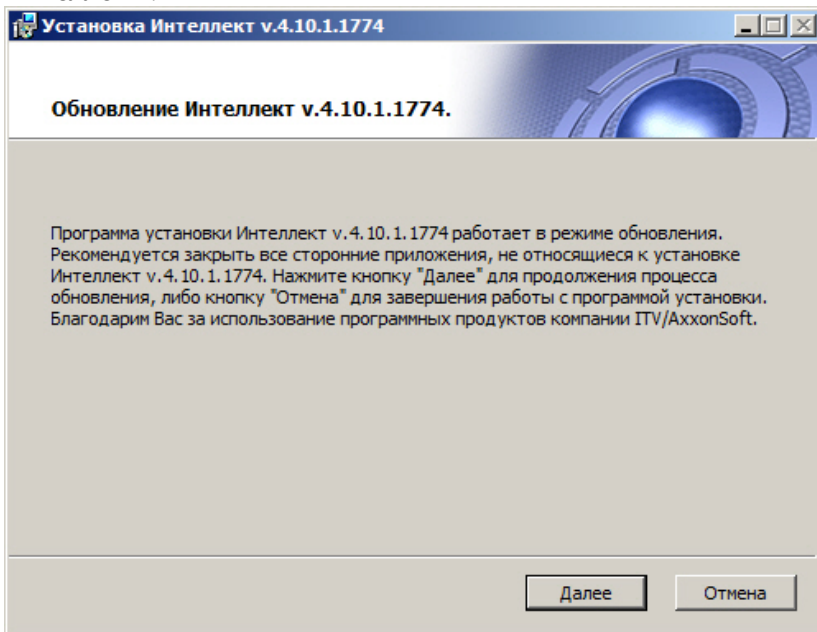 Установка Интеллект v.4.10.1.1774
Обновление Интеллект v.4.10.1.1774.
Программа установки Интеллект v.4.10.1.1774 работает в режиме обновления.
Рекомендуется закрыть все сторонние приложения, не относящиеся к установке
Интеллект v.4.10.1.1774. Нажмите кнопку "Далее" для продолжения процесса
обновления, либо кнопку "Отмена" для завершения работы с программой установки.
Благодарим Вас за использование программных продуктов компании ITV/AxxonSoft.
Далее
Отмена